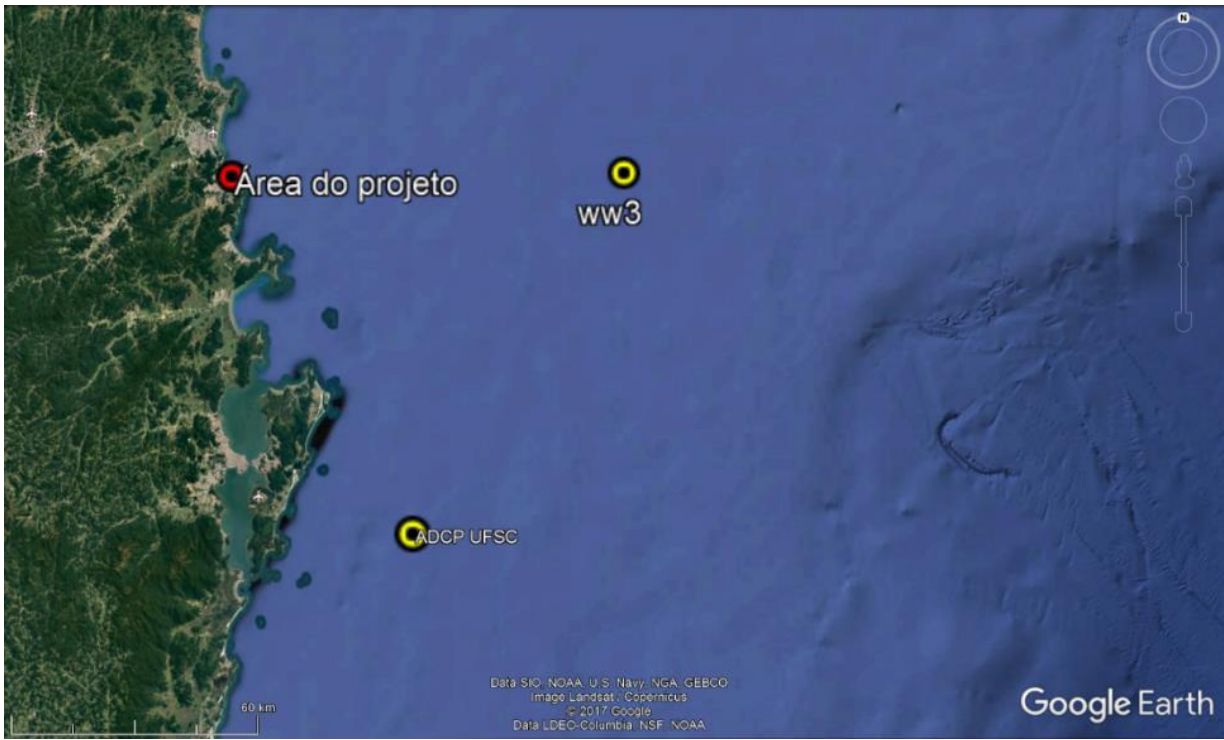 N
Área do projeto
ww3
ADCP UFSC
Data SIO, NOAA, U.S. Navy, NGA, GEBCO
Image Landsat / Copernicus
© 2017 Google
Data LDEO-Columbia, NSF, NOAA
60 km
Google Earth